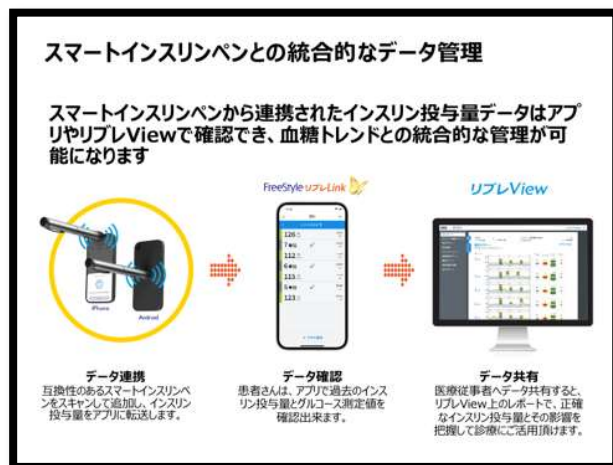 スマートインスリンペンとの統合的なデータ管理
スマートインスリンペンから連携されたインスリン投与量データはアプ
リやリブレViewで確認でき、血糖トレンドとの統合的な管理が可
能になります
FreeStyle リブレLink
リブレView
iPhone
Android
データ連携
互換性のあるスマートインスリンペ
ンをスキャンして追加し、インスリン
投与量をアプリに転送します。
データ確認
患者さんは、アプリで過去のインス
リン投与量とグルコース測定値を
確認出来ます。
データ共有
医療従事者へデータ共有すると、
リブレView上のレポートで、正確
なインスリン投与量とその影響を
把握して診療にご活用頂けます。